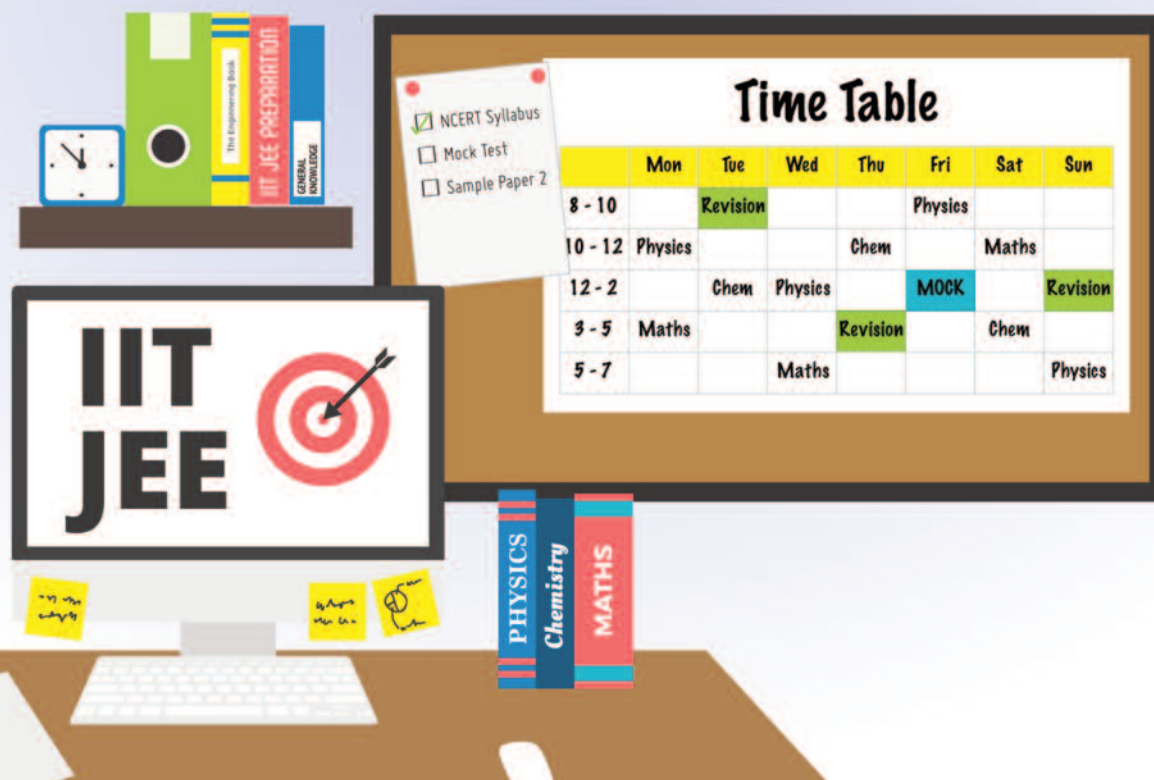 The Engineering Book
IIT JEE PREPARATION
GENERAL
KNOWLEDGE
NCERT Syllabus
Mock Test
Sample Paper 2
Time Table
Mon Tue Wed Thu Fri Sat Sun
8 - 10 Revision Physics
10 - 12 Physics Chem Maths
12 - 2 Chem Physics MOCK Revision
3 - 5 Maths Revision Chem
5 - 7 Maths Physics
IIT
JEE
PHYSICS
Chemistry
MATHS